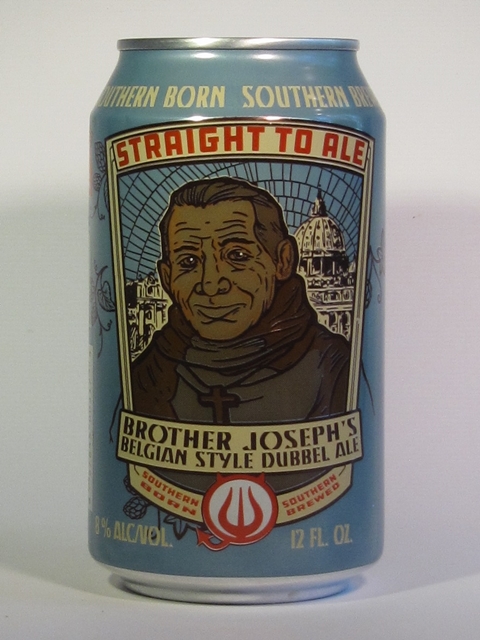 SOUTHERN BORN SOUTHERN
STRAIGHT TO ALE
BROTHER JOSEPH'S
BELGIAN STYLE DUBBEL ALE
SOUTHERN BORN
SOUTHERN BREWED
8% ALC/VOL.
12 FL. OZ.